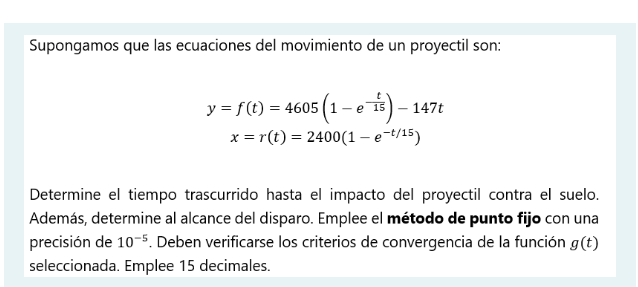 Supongamos que las ecuaciones del movimiento de un proyectil son:
y = f(t) = 4605 (1 − e^{−t/15}) − 147t
x = r(t) = 2400(1 − e^{−t/15})
Determine el tiempo trascurrido hasta el impacto del proyectil contra el suelo.
Además, determine al alcance del disparo. Emplee el método de punto fijo con una
precisión de 10^{−5}. Deben verificarse los criterios de convergencia de la función g(t)
seleccionada. Emplee 15 decimales.